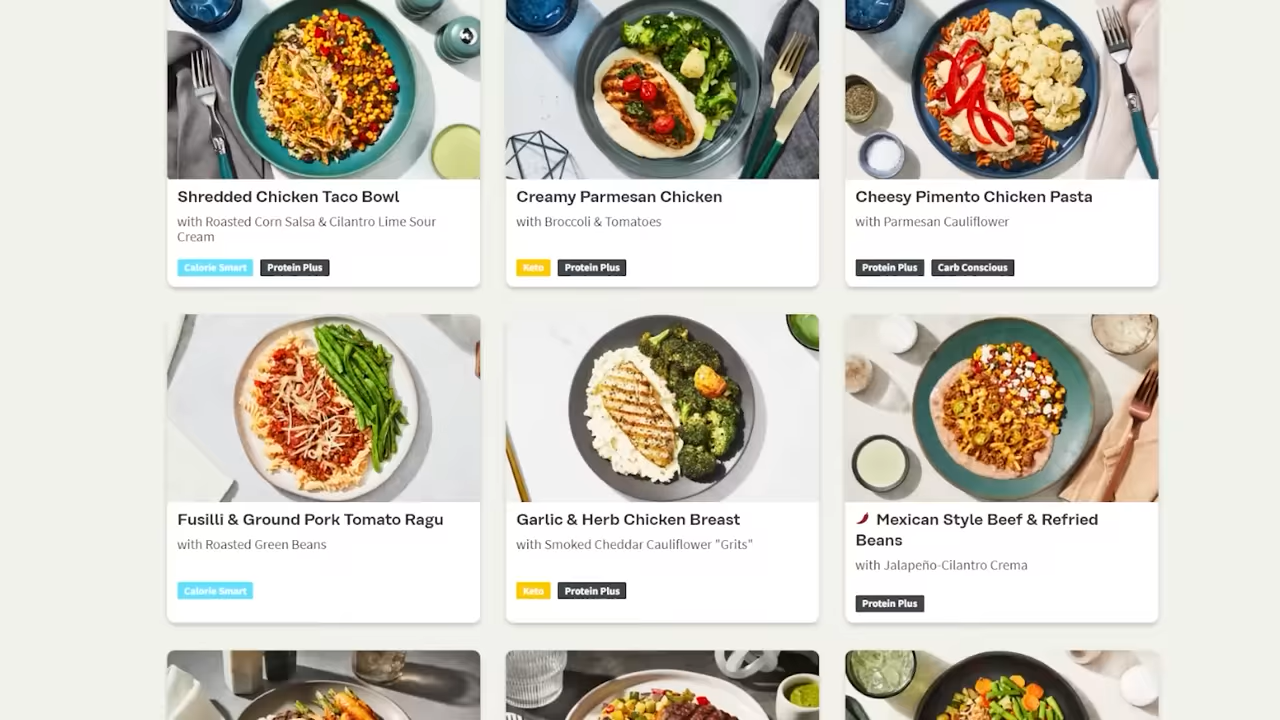 Shredded Chicken Taco Bowl
with Roasted Corn Salsa & Cilantro Lime Sour
Cream
Calorie Smart
Protein Plus
Creamy Parmesan Chicken
with Broccoli & Tomatoes
Keto
Protein Plus
Cheesy Pimento Chicken Pasta
with Parmesan Cauliflower
Protein Plus
Carb Conscious
Fusilli & Ground Pork Tomato Ragu
with Roasted Green Beans
Calorie Smart
Garlic & Herb Chicken Breast
with Smoked Cheddar Cauliflower "Grits"
Keto
Protein Plus
Mexican Style Beef & Refried
Beans
with Jalapeño-Cilantro Crema
Protein Plus